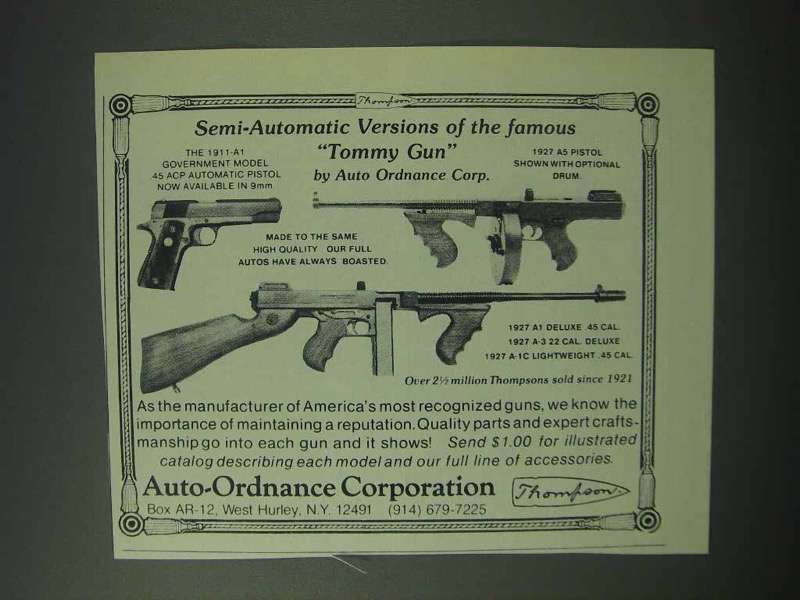 Thompson
Semi-Automatic Versions of the famous
"Tommy Gun"
by Auto Ordnance Corp.
THE 1911-A1
GOVERNMENT MODEL
.45 ACP AUTOMATIC PISTOL
NOW AVAILABLE IN 9mm
1927 A5 PISTOL
SHOWN WITH OPTIONAL
DRUM.
MADE TO THE SAME
HIGH QUALITY OUR FULL
AUTOS HAVE ALWAYS BOASTED.
1927 A1 DELUXE .45 CAL.
1927 A-3 22 CAL. DELUXE
1927 A-1C LIGHTWEIGHT .45 CAL.
Over 2½ million Thompsons sold since 1921
As the manufacturer of America's most recognized guns, we know the
importance of maintaining a reputation. Quality parts and expert crafts-
manship go into each gun and it shows! Send $1.00 for illustrated
catalog describing each model and our full line of accessories.
Auto-Ordnance Corporation
Thompson
Box AR-12, West Hurley, N.Y. 12491 (914) 679-7225